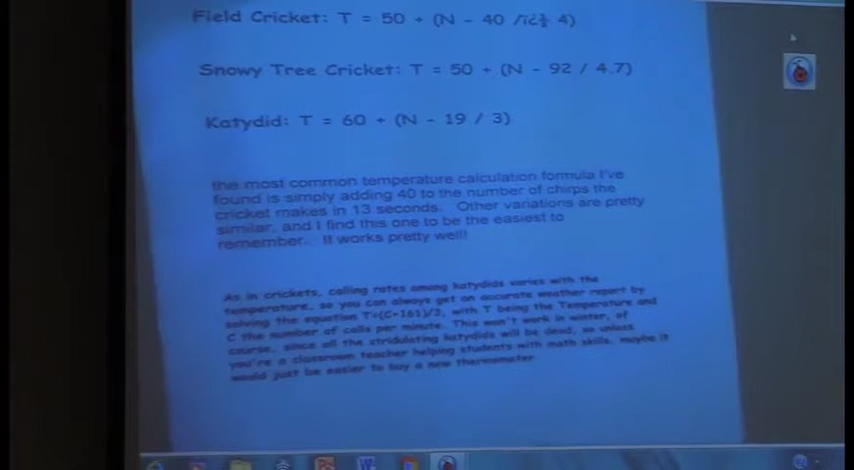 Field Cricket: T = 50 + (N - 40 /ï¿½ 4)
Snowy Tree Cricket: T = 50 + (N - 92 / 4.7)
Katydid: T = 60 + (N - 19 / 3)
the most common temperature calculation formula I've
found is simply adding 40 to the number of chirps the
cricket makes in 13 seconds. Other variations are pretty
similar, and I find this one to be the easiest to
remember. It works pretty well!
As in crickets, calling rates among katydids varies with the
temperature, so you can always get an accurate weather report by
solving the equation T=(C+161)/3, with T being the Temperature and
C the number of calls per minute. This won't work in winter, of
course, since all the stridulating katydids will be dead, so unless
you're a classroom teacher helping students with math skills, maybe it
would just be easier to buy a new thermometer